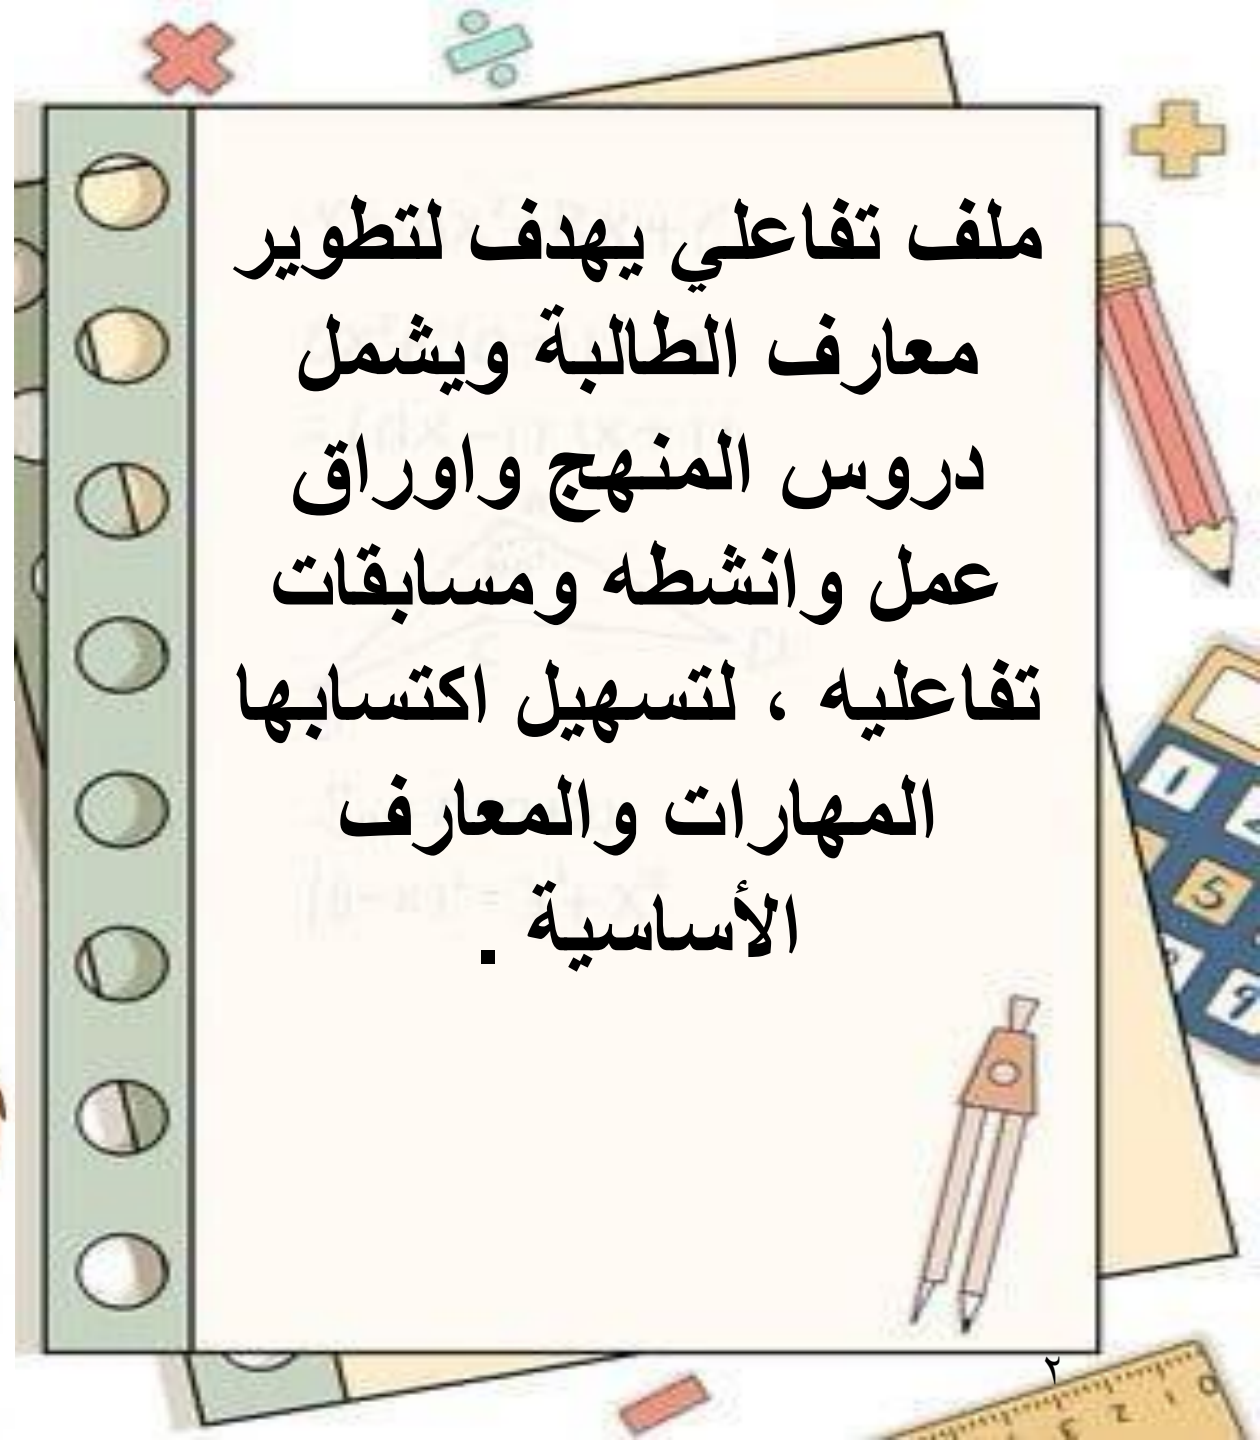 ملف تفاعلي يهدف لتطوير
معارف الطالبة ويشمل
دروس المنهج واوراق
عمل وانشطه ومسابقات
تفاعليه ، لتسهيل اكتسابها
المهارات والمعارف
الأساسية .
٢